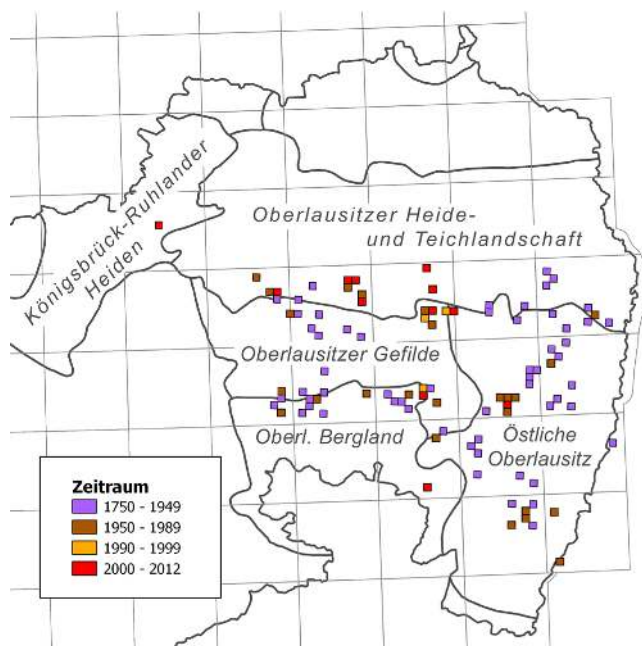 Königsbrück-Ruhlander
Heiden
Oberlausitzer Heide-
und Teichlandschaft
Oberlausitzer Gefilde
Oberl. Bergland
Östliche
Oberlausitz
Zeitraum
1750 - 1949
1950 - 1989
1990 - 1999
2000 - 2012